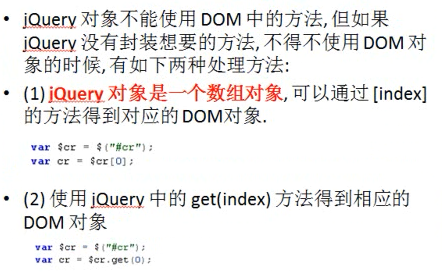 • jQuery 对象不能使用 DOM 中的方法, 但如果
jQuery 没有封装想要的方法, 不得不使用 DOM 对
象的时候, 有如下两种处理方法:
• (1) jQuery 对象是一个数组对象, 可以通过 [index]
的方法得到对应的DOM对象.
var $cr = $("#cr");
var cr = $cr[0];
• (2) 使用 jQuery 中的 get(index) 方法得到相应的
DOM 对象
var $cr = $("#cr");
var cr = $cr.get(0);